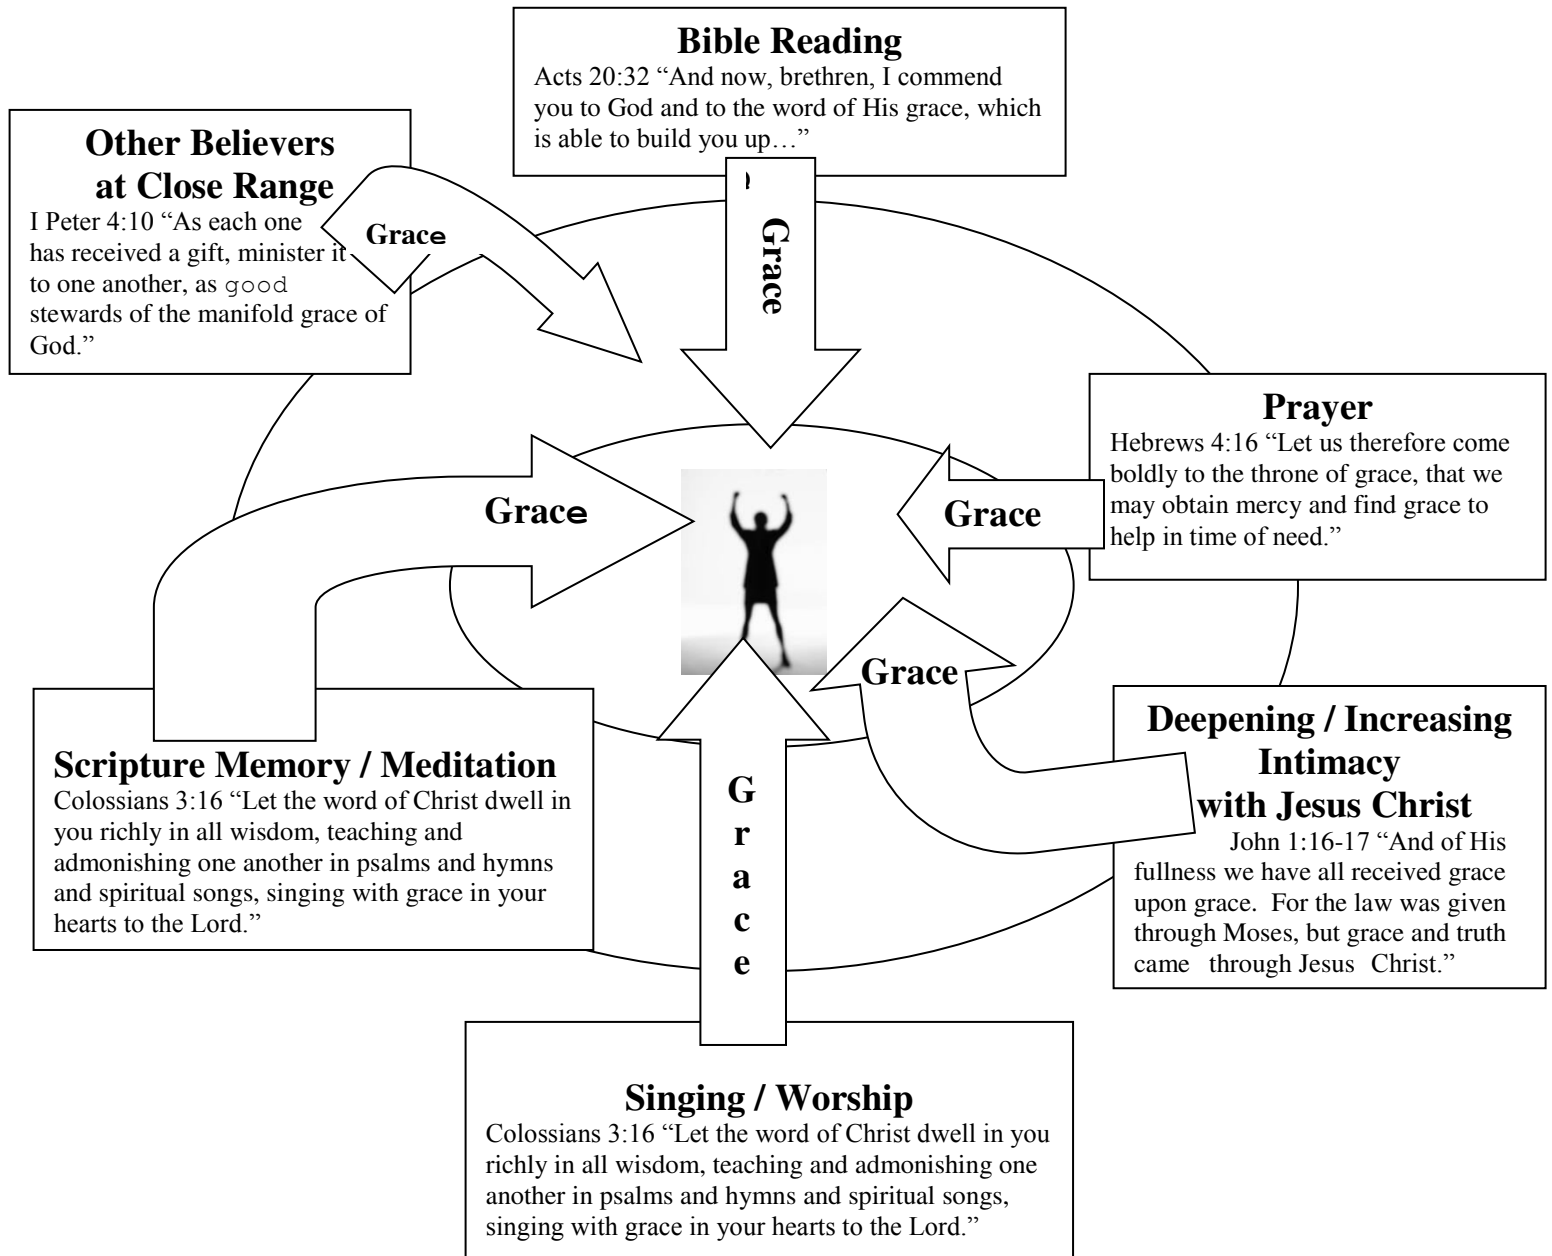 Bible Reading
Acts 20:32 “And now, brethren, I commend
you to God and to the word of His grace, which
is able to build you up…”
Grace
Other Believers
at Close Range
I Peter 4:10 “As each one
has received a gift, minister it
to one another, as good
stewards of the manifold grace of
God.”
Grace
Prayer
Hebrews 4:16 “Let us therefore come
boldly to the throne of grace, that we
may obtain mercy and find grace to
help in time of need.”
Grace
Grace
Scripture Memory / Meditation
Colossians 3:16 “Let the word of Christ dwell in
you richly in all wisdom, teaching and
admonishing one another in psalms and hymns
and spiritual songs, singing with grace in your
hearts to the Lord.”
Grace
Deepening / Increasing
Intimacy
with Jesus Christ
John 1:16-17 “And of His
fullness we have all received grace
upon grace.  For the law was given
through Moses, but grace and truth
came through Jesus Christ.”
G
r
a
c
e
Singing / Worship
Colossians 3:16 “Let the word of Christ dwell in you
richly in all wisdom, teaching and admonishing one
another in psalms and hymns and spiritual songs,
singing with grace in your hearts to the Lord.”